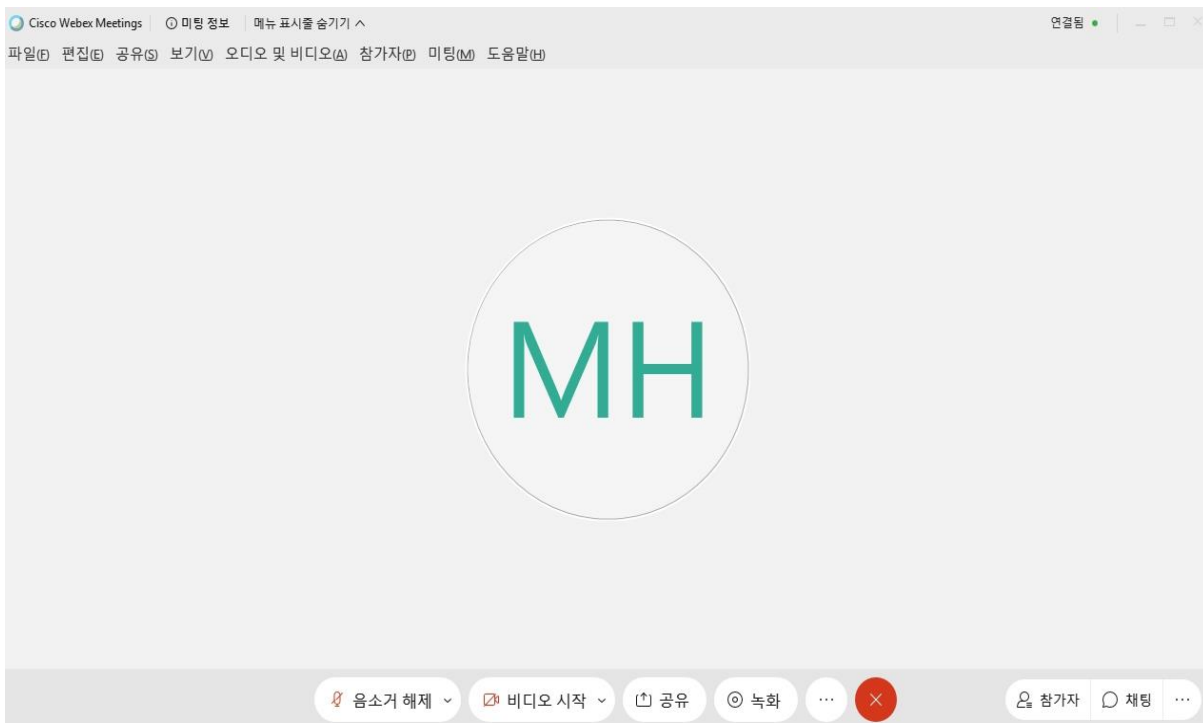 Cisco Webex Meetings 미팅 정보 메뉴 표시줄 숨기기 연결됨
파일(F) 편집(E) 공유(S) 보기(V) 오디오 및 비디오(A) 참가자(P) 미팅(M) 도움말(H)
MH
음소거 해제 비디오 시작 공유 녹화 ... 참가자 채팅 ...